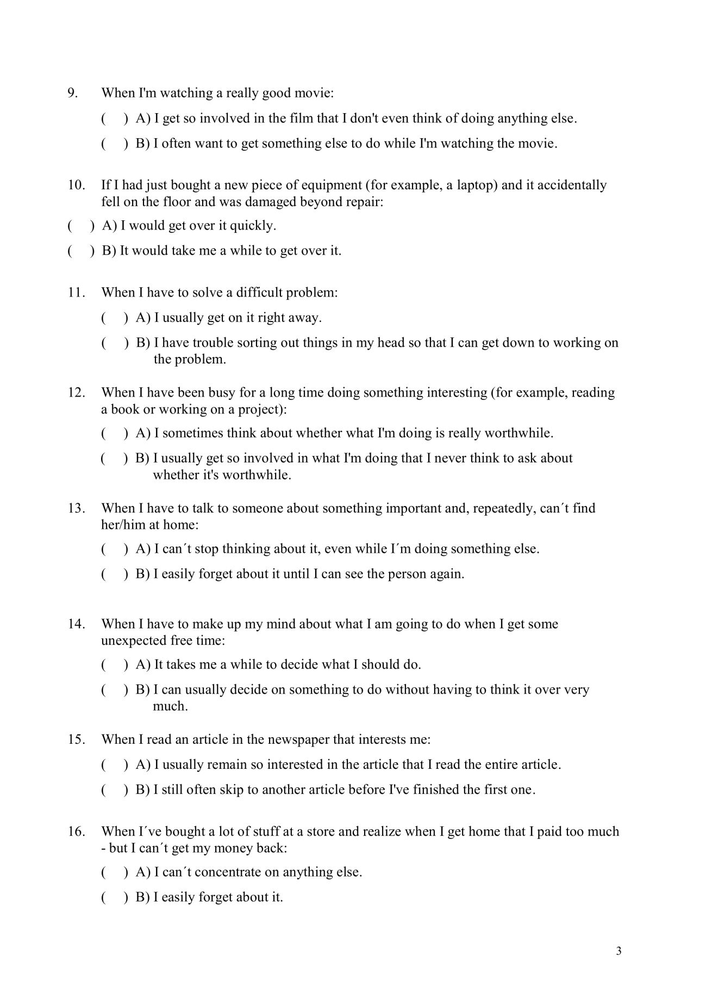 9. When I'm watching a really good movie:
( ) A) I get so involved in the film that I don't even think of doing anything else.
( ) B) I often want to get something else to do while I'm watching the movie.
10. If I had just bought a new piece of equipment (for example, a laptop) and it accidentally
fell on the floor and was damaged beyond repair:
( ) A) I would get over it quickly.
( ) B) It would take me a while to get over it.
11. When I have to solve a difficult problem:
( ) A) I usually get on it right away.
( ) B) I have trouble sorting out things in my head so that I can get down to working on
the problem.
12. When I have been busy for a long time doing something interesting (for example, reading
a book or working on a project):
( ) A) I sometimes think about whether what I'm doing is really worthwhile.
( ) B) I usually get so involved in what I'm doing that I never think to ask about
whether it's worthwhile.
13. When I have to talk to someone about something important and, repeatedly, can´t find
her/him at home:
( ) A) I can´t stop thinking about it, even while I´m doing something else.
( ) B) I easily forget about it until I can see the person again.
14. When I have to make up my mind about what I am going to do when I get some
unexpected free time:
( ) A) It takes me a while to decide what I should do.
( ) B) I can usually decide on something to do without having to think it over very
much.
15. When I read an article in the newspaper that interests me:
( ) A) I usually remain so interested in the article that I read the entire article.
( ) B) I still often skip to another article before I've finished the first one.
16. When I´ve bought a lot of stuff at a store and realize when I get home that I paid too much
- but I can´t get my money back:
( ) A) I can´t concentrate on anything else.
( ) B) I easily forget about it.
3